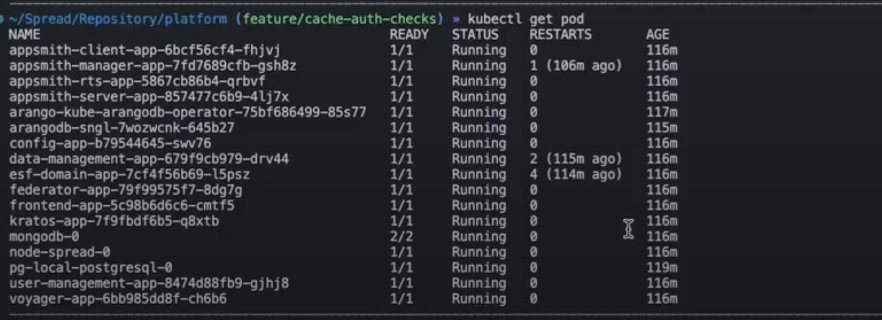 ~/Spread/Repository/platform (feature/cache-auth-checks) » kubectl get pod
NAME READY STATUS RESTARTS AGE
appsmith-client-app-6bcf56cf4-fhjvj 1/1 Running 0 116m
appsmith-manager-app-7fd7689cfb-gsh8z 1/1 Running 1 (106m ago) 116m
appsmith-rts-app-5867cb86b4-qrbvf 1/1 Running 0 116m
appsmith-server-app-857477c6b9-4lj7x 1/1 Running 0 116m
arango-kube-arangodb-operator-75bf686499-85s77 1/1 Running 0 117m
arangodb-sngl-7wozwcnk-645b27 1/1 Running 0 115m
config-app-b79544645-swv76 1/1 Running 0 116m
data-management-app-679f9cb979-drv44 1/1 Running 2 (115m ago) 116m
esf-domain-app-7cf4f56b69-l5psz 1/1 Running 4 (114m ago) 116m
federator-app-79f99575f7-8dg7g 1/1 Running 0 116m
frontend-app-5c98b6d6c6-cmtf5 1/1 Running 0 116m
kratos-app-7f9fbdf6b5-q8xtb 1/1 Running 0 116m
mongodb-0 2/2 Running 0 116m
node-spread-0 1/1 Running 0 116m
pg-local-postgresql-0 1/1 Running 0 119m
user-management-app-8474d88fb9-gjhj8 1/1 Running 0 116m
voyager-app-6bb985dd8f-ch6b6 1/1 Running 0 116m